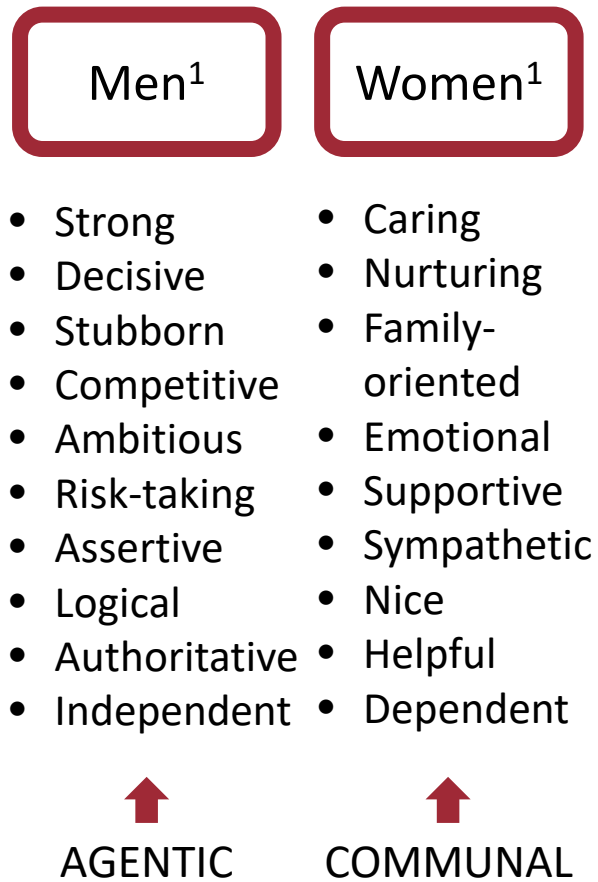 Men¹
• Strong
• Decisive
• Stubborn
• Competitive
• Ambitious
• Risk-taking
• Assertive
• Logical
• Authoritative
• Independent
AGENTIC
Women¹
• Caring
• Nurturing
• Family-
oriented
• Emotional
• Supportive
• Sympathetic
• Nice
• Helpful
• Dependent
COMMUNAL